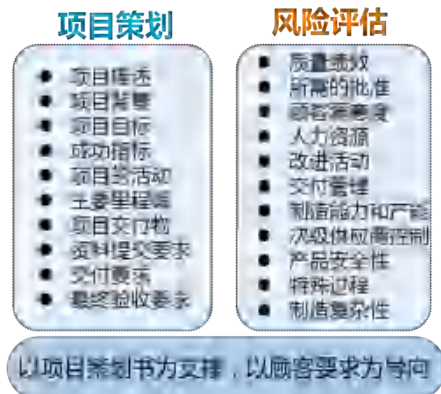 项目策划
项目描述
项目背景
项目目标
成功指标
项目的活动
主要里程碑
项目交付物
资料提交要求
交付要求
最终验收要求
风险评估
质量绩效
所需的批准
顾客满意度
人力资源
改进活动
交付管理
制造能力和产能
次级供应商控制
产品安全性
特殊过程
制造复杂性
以项目策划书为支撑，以顾客要求为导向